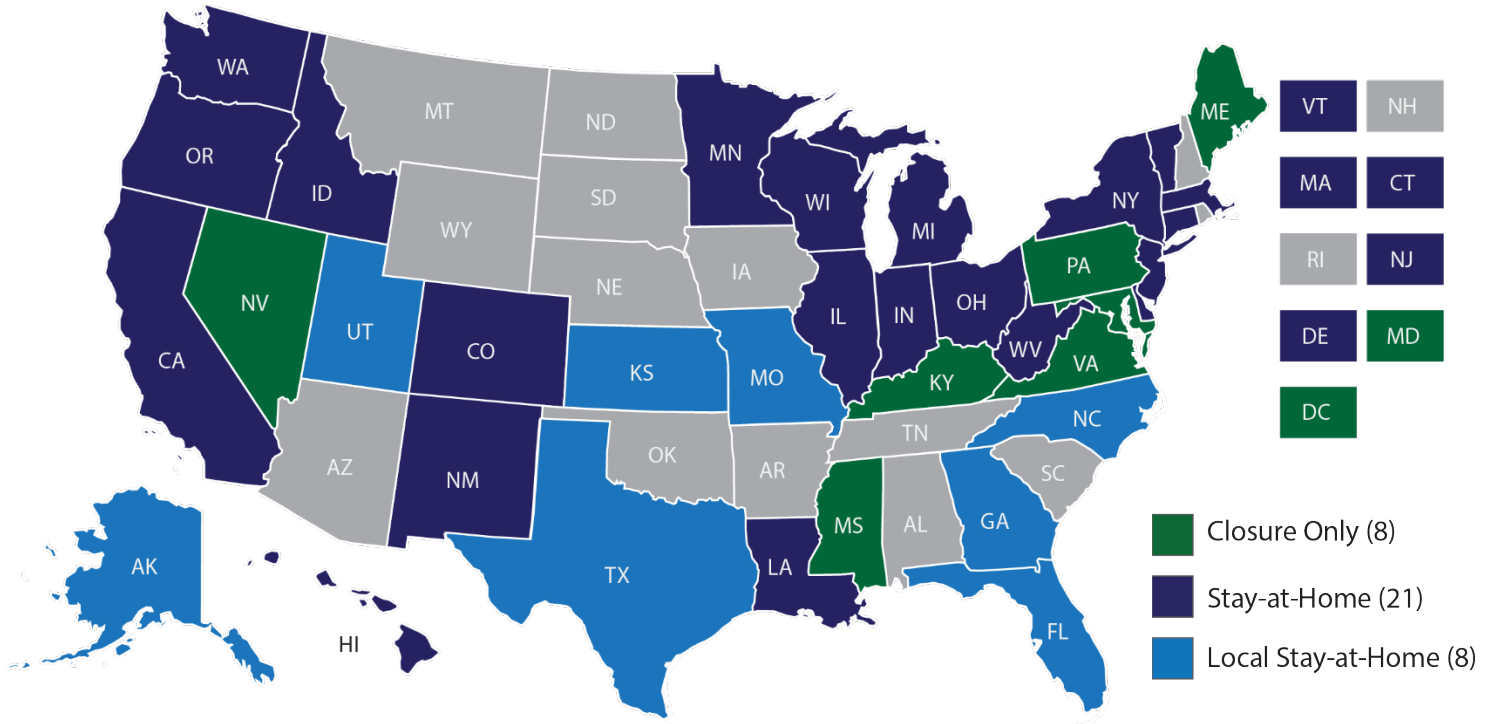 WA
MT
ND
MN
ME
VT
NH
OR
ID
SD
WI
NY
MA
CT
WY
MI
IA
PA
RI
NJ
NV
NE
UT
CO
IL
IN
OH
WV
VA
DE
MD
CA
KS
MO
KY
DC
NC
TN
AZ
NM
OK
AR
SC
MS
AL
GA
Closure Only (8)
AK
TX
LA
Stay-at-Home (21)
HI
FL
Local Stay-at-Home (8)